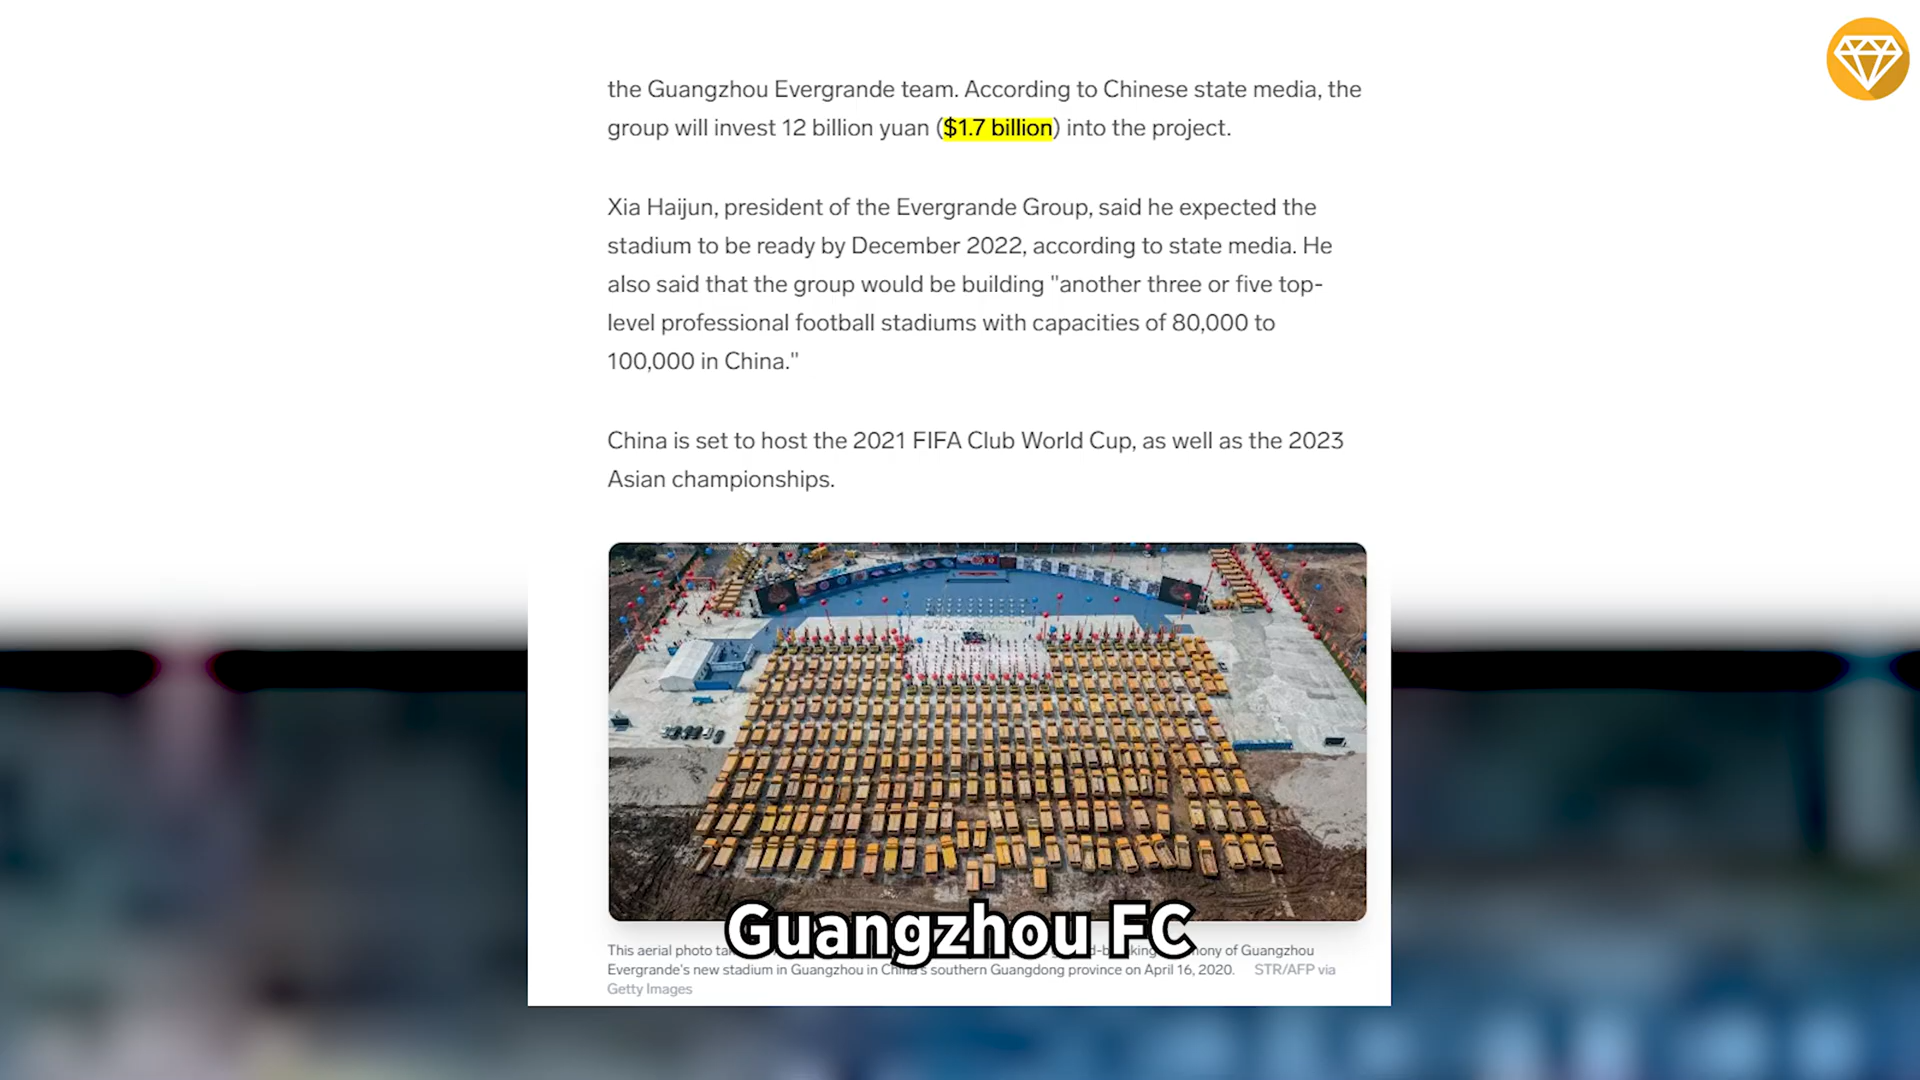 the Guangzhou Evergrande team. According to Chinese state media, the
group will invest 12 billion yuan ($1.7 billion) into the project.
Xia Haijun, president of the Evergrande Group, said he expected the
stadium to be ready by December 2022, according to state media. He
also said that the group would be building "another three or five top-
level professional football stadiums with capacities of 80,000 to
100,000 in China."
China is set to host the 2021 FIFA Club World Cup, as well as the 2023
Asian championships.
Guangzhou FC
This aerial photo of Guangzhou
Evergrande's new stadium in Guangzhou in China's southern Guangdong province on April 16, 2020. STR/AFP via
Getty Images